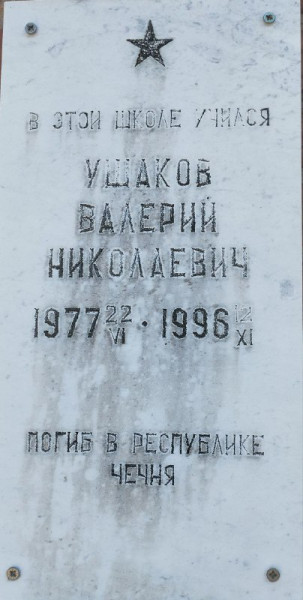 В ЭТОЙ ШКОЛЕ УЧИЛСЯ
УШАКОВ
ВАЛЕРИЙ
НИКОЛАЕВИЧ
1977 22/VI · 1996 12/XI
ПОГИБ В РЕСПУБЛИКЕ
ЧЕЧНЯ